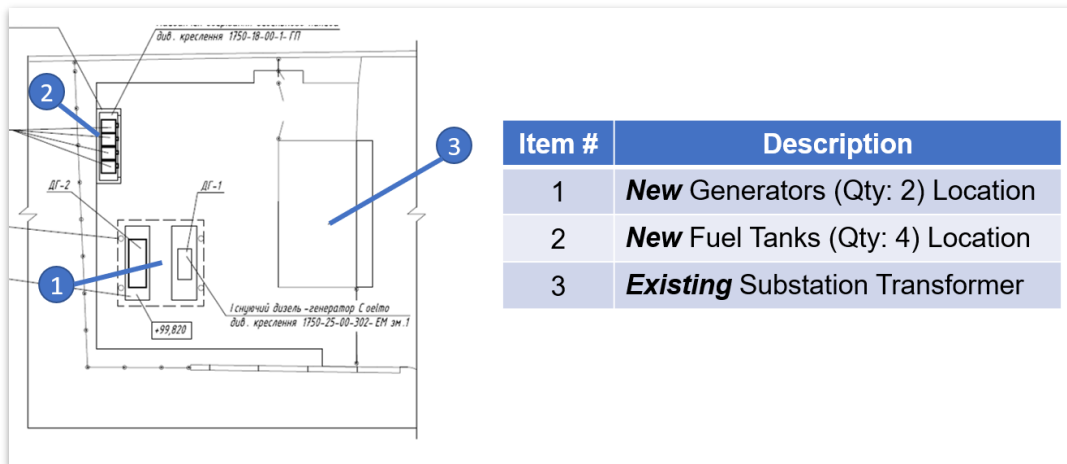 див. креслення 1750-18-00-1- ГП
2
3
ДГ-2
ДГ-1
1
Існуючий дизель -генератор Coelmo
див. креслення 1750-25-00-302- ЕМ зм.1
+99,820
Item # Description
1 New Generators (Qty: 2) Location
2 New Fuel Tanks (Qty: 4) Location
3 Existing Substation Transformer